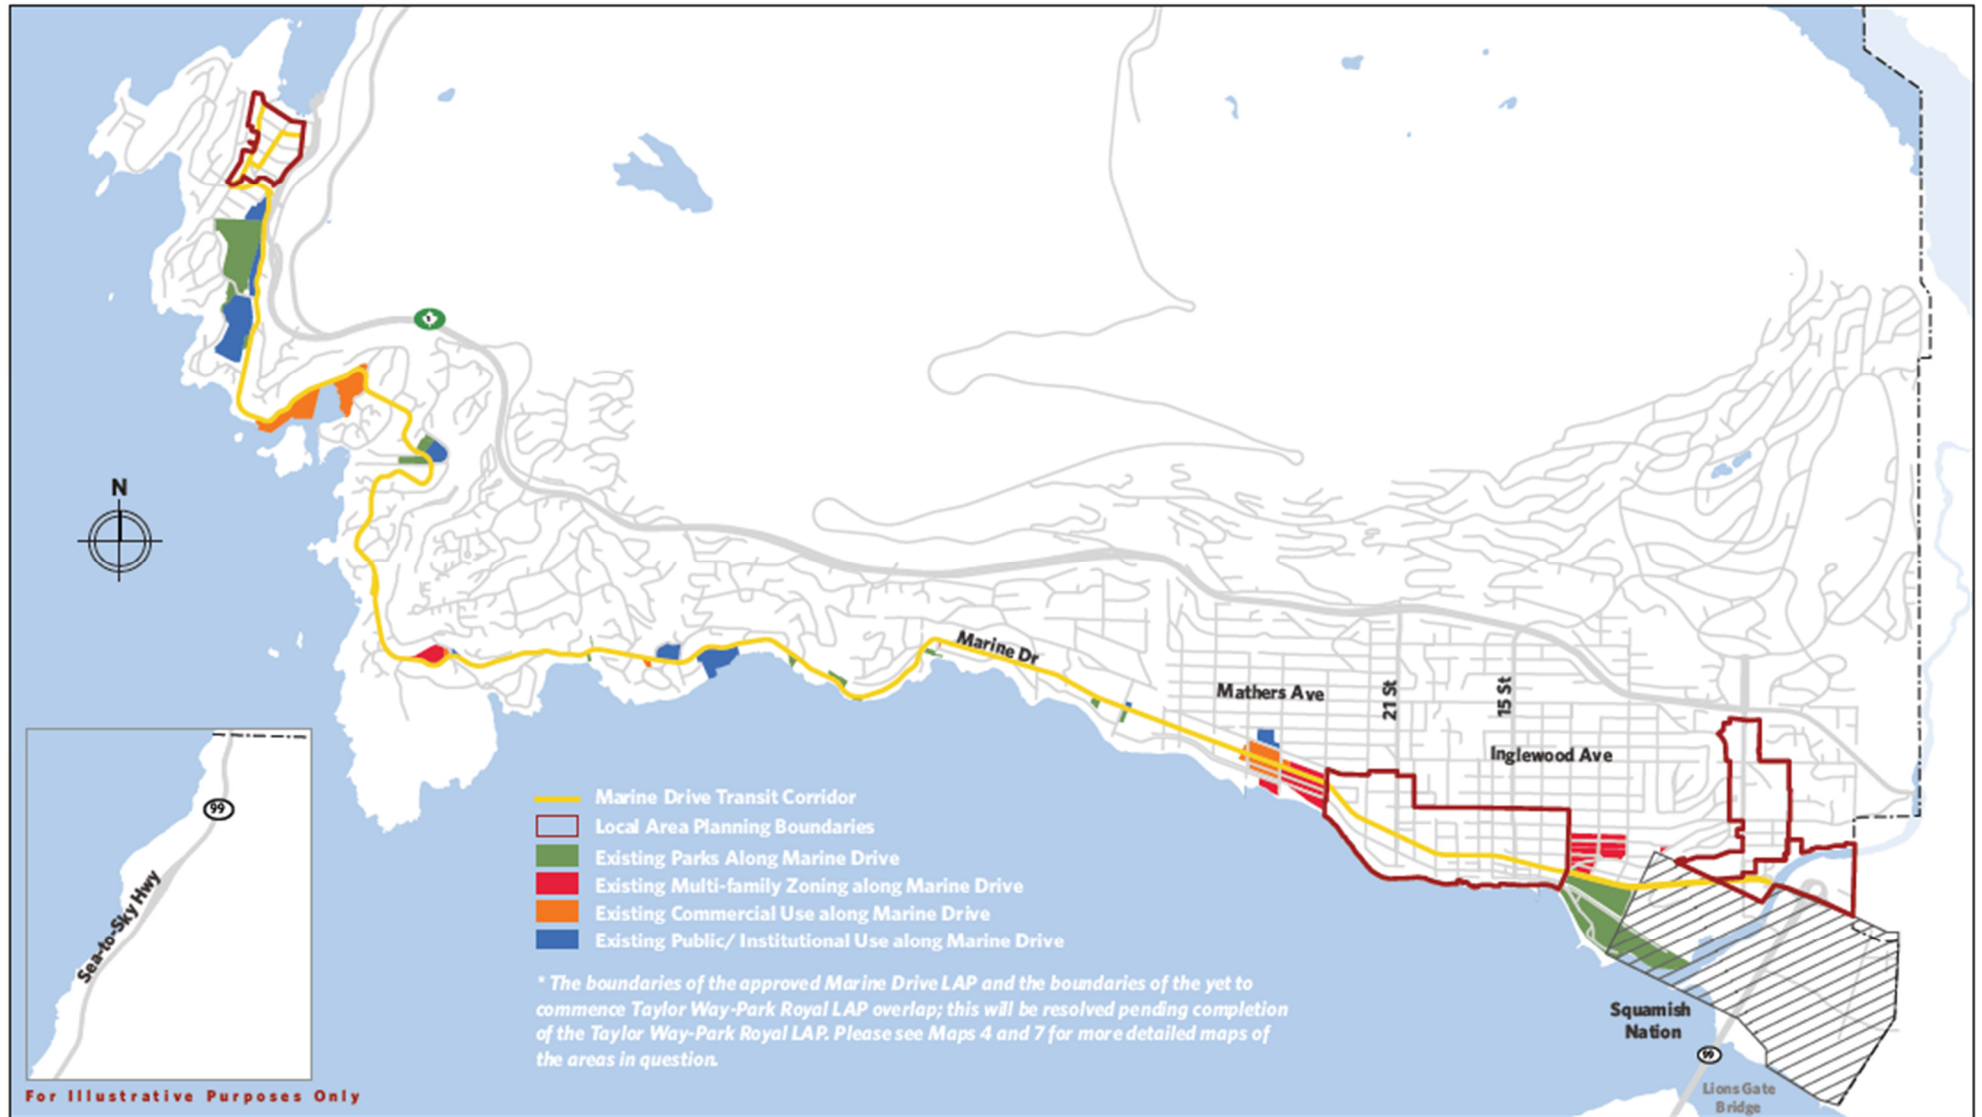 1
N
Marine Dr
Mathers Ave
21 St
15 St
Inglewood Ave
99
Sea-to-Sky Hwy
Marine Drive Transit Corridor
Local Area Planning Boundaries
Existing Parks Along Marine Drive
Existing Multi-family Zoning along Marine Drive
Existing Commercial Use along Marine Drive
Existing Public/ Institutional Use along Marine Drive
* The boundaries of the approved Marine Drive LAP and the boundaries of the yet to
commence Taylor Way-Park Royal LAP overlap; this will be resolved pending completion
of the Taylor Way-Park Royal LAP. Please see Maps 4 and 7 for more detailed maps of
the areas in question.
Squamish
Nation
99
Lions Gate
Bridge
For Illustrative Purposes Only